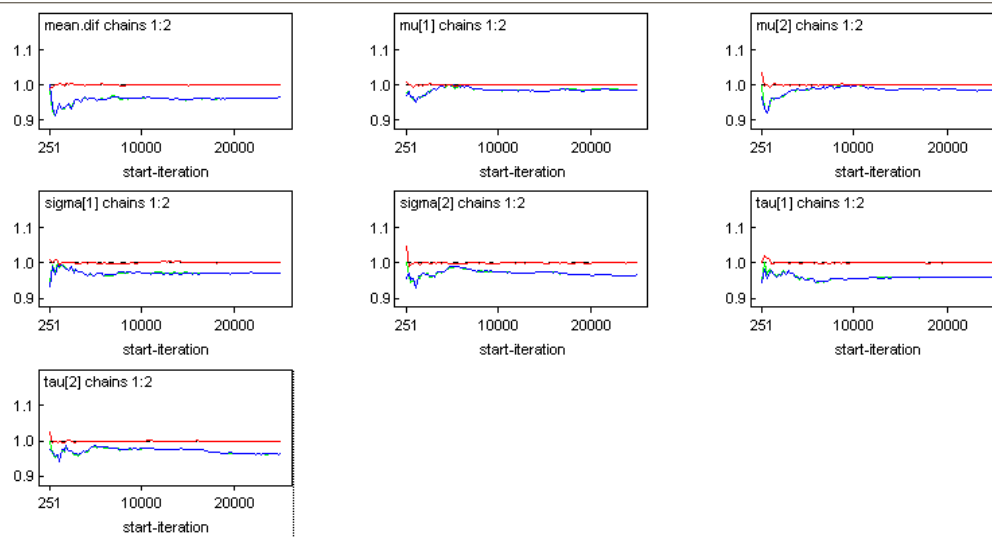 mean.dif chains 1:2
1.1
1.0
0.9
251 10000 20000
start-iteration
mu[1] chains 1:2
1.1
1.0
0.9
251 10000 20000
start-iteration
mu[2] chains 1:2
1.1
1.0
0.9
251 10000 20000
start-iteration
sigma[1] chains 1:2
1.1
1.0
0.9
251 10000 20000
start-iteration
sigma[2] chains 1:2
1.1
1.0
0.9
251 10000 20000
start-iteration
tau[1] chains 1:2
1.1
1.0
0.9
251 10000 20000
start-iteration
tau[2] chains 1:2
1.1
1.0
0.9
251 10000 20000
start-iteration